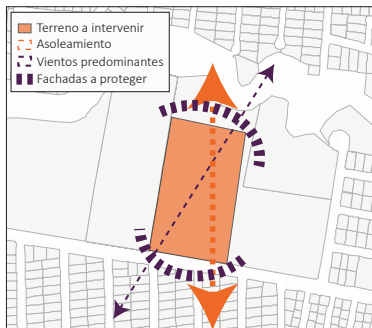 Terreno a intervenir
Asoleamiento
Vientos predominantes
Fachadas a proteger